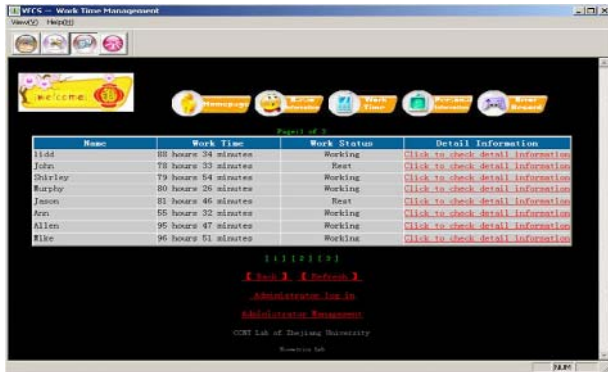 VFCS — Work Time Management
View(V) Help(H)
welcome
Homepage
Work Time
Personal
Page:1 of 3
Name Work Time Work Status Detail Information
lidd 88 hours 34 minutes Working Click to check detail information
John 78 hours 33 minutes Rest Click to check detail information
Shirley 79 hours 54 minutes Working Click to check detail information
Murphy 80 hours 26 minutes Working Click to check detail information
Jason 81 hours 46 minutes Rest Click to check detail information
Ann 55 hours 32 minutes Working Click to check detail information
Allen 95 hours 47 minutes Working Click to check detail information
Mike 96 hours 51 minutes Working Click to check detail information
[1][2][3]
【 Back 】 【 Refresh 】
Administrator log in
Administrator Management
CCNT Lab of Zhejiang University
NUM